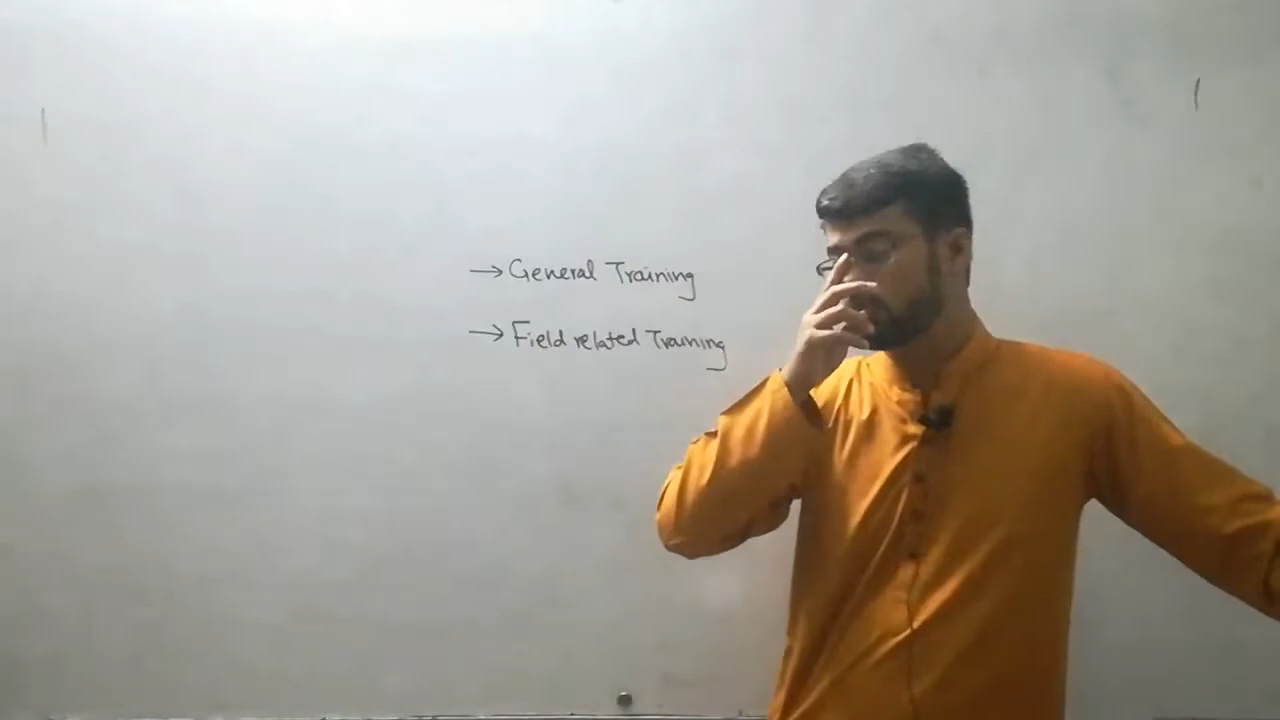 → General Training
→ Field related Training